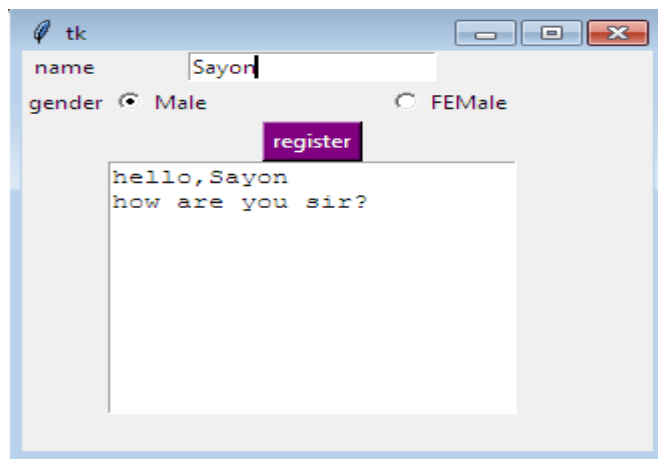 tk
name Sayon
gender Male FEMale
register
hello,Sayon
how are you sir?